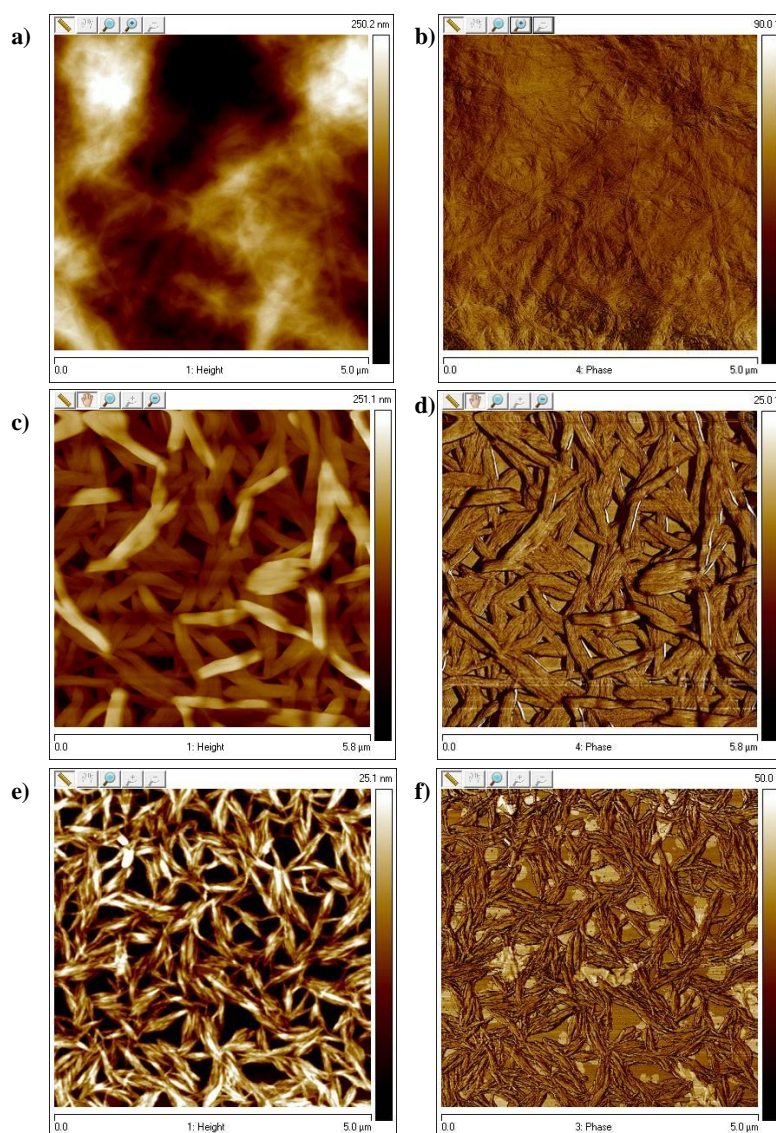 250.2 nm
90.0
a)
b)
0.0 1: Height 5.0 µm
0.0 4: Phase 5.0 µm
251.1 nm
25.0
c)
d)
0.0 1: Height 5.8 µm
0.0 4: Phase 5.8 µm
25.1 nm
50.0
e)
f)
0.0 1: Height 5.0 µm
0.0 3: Phase 5.0 µm